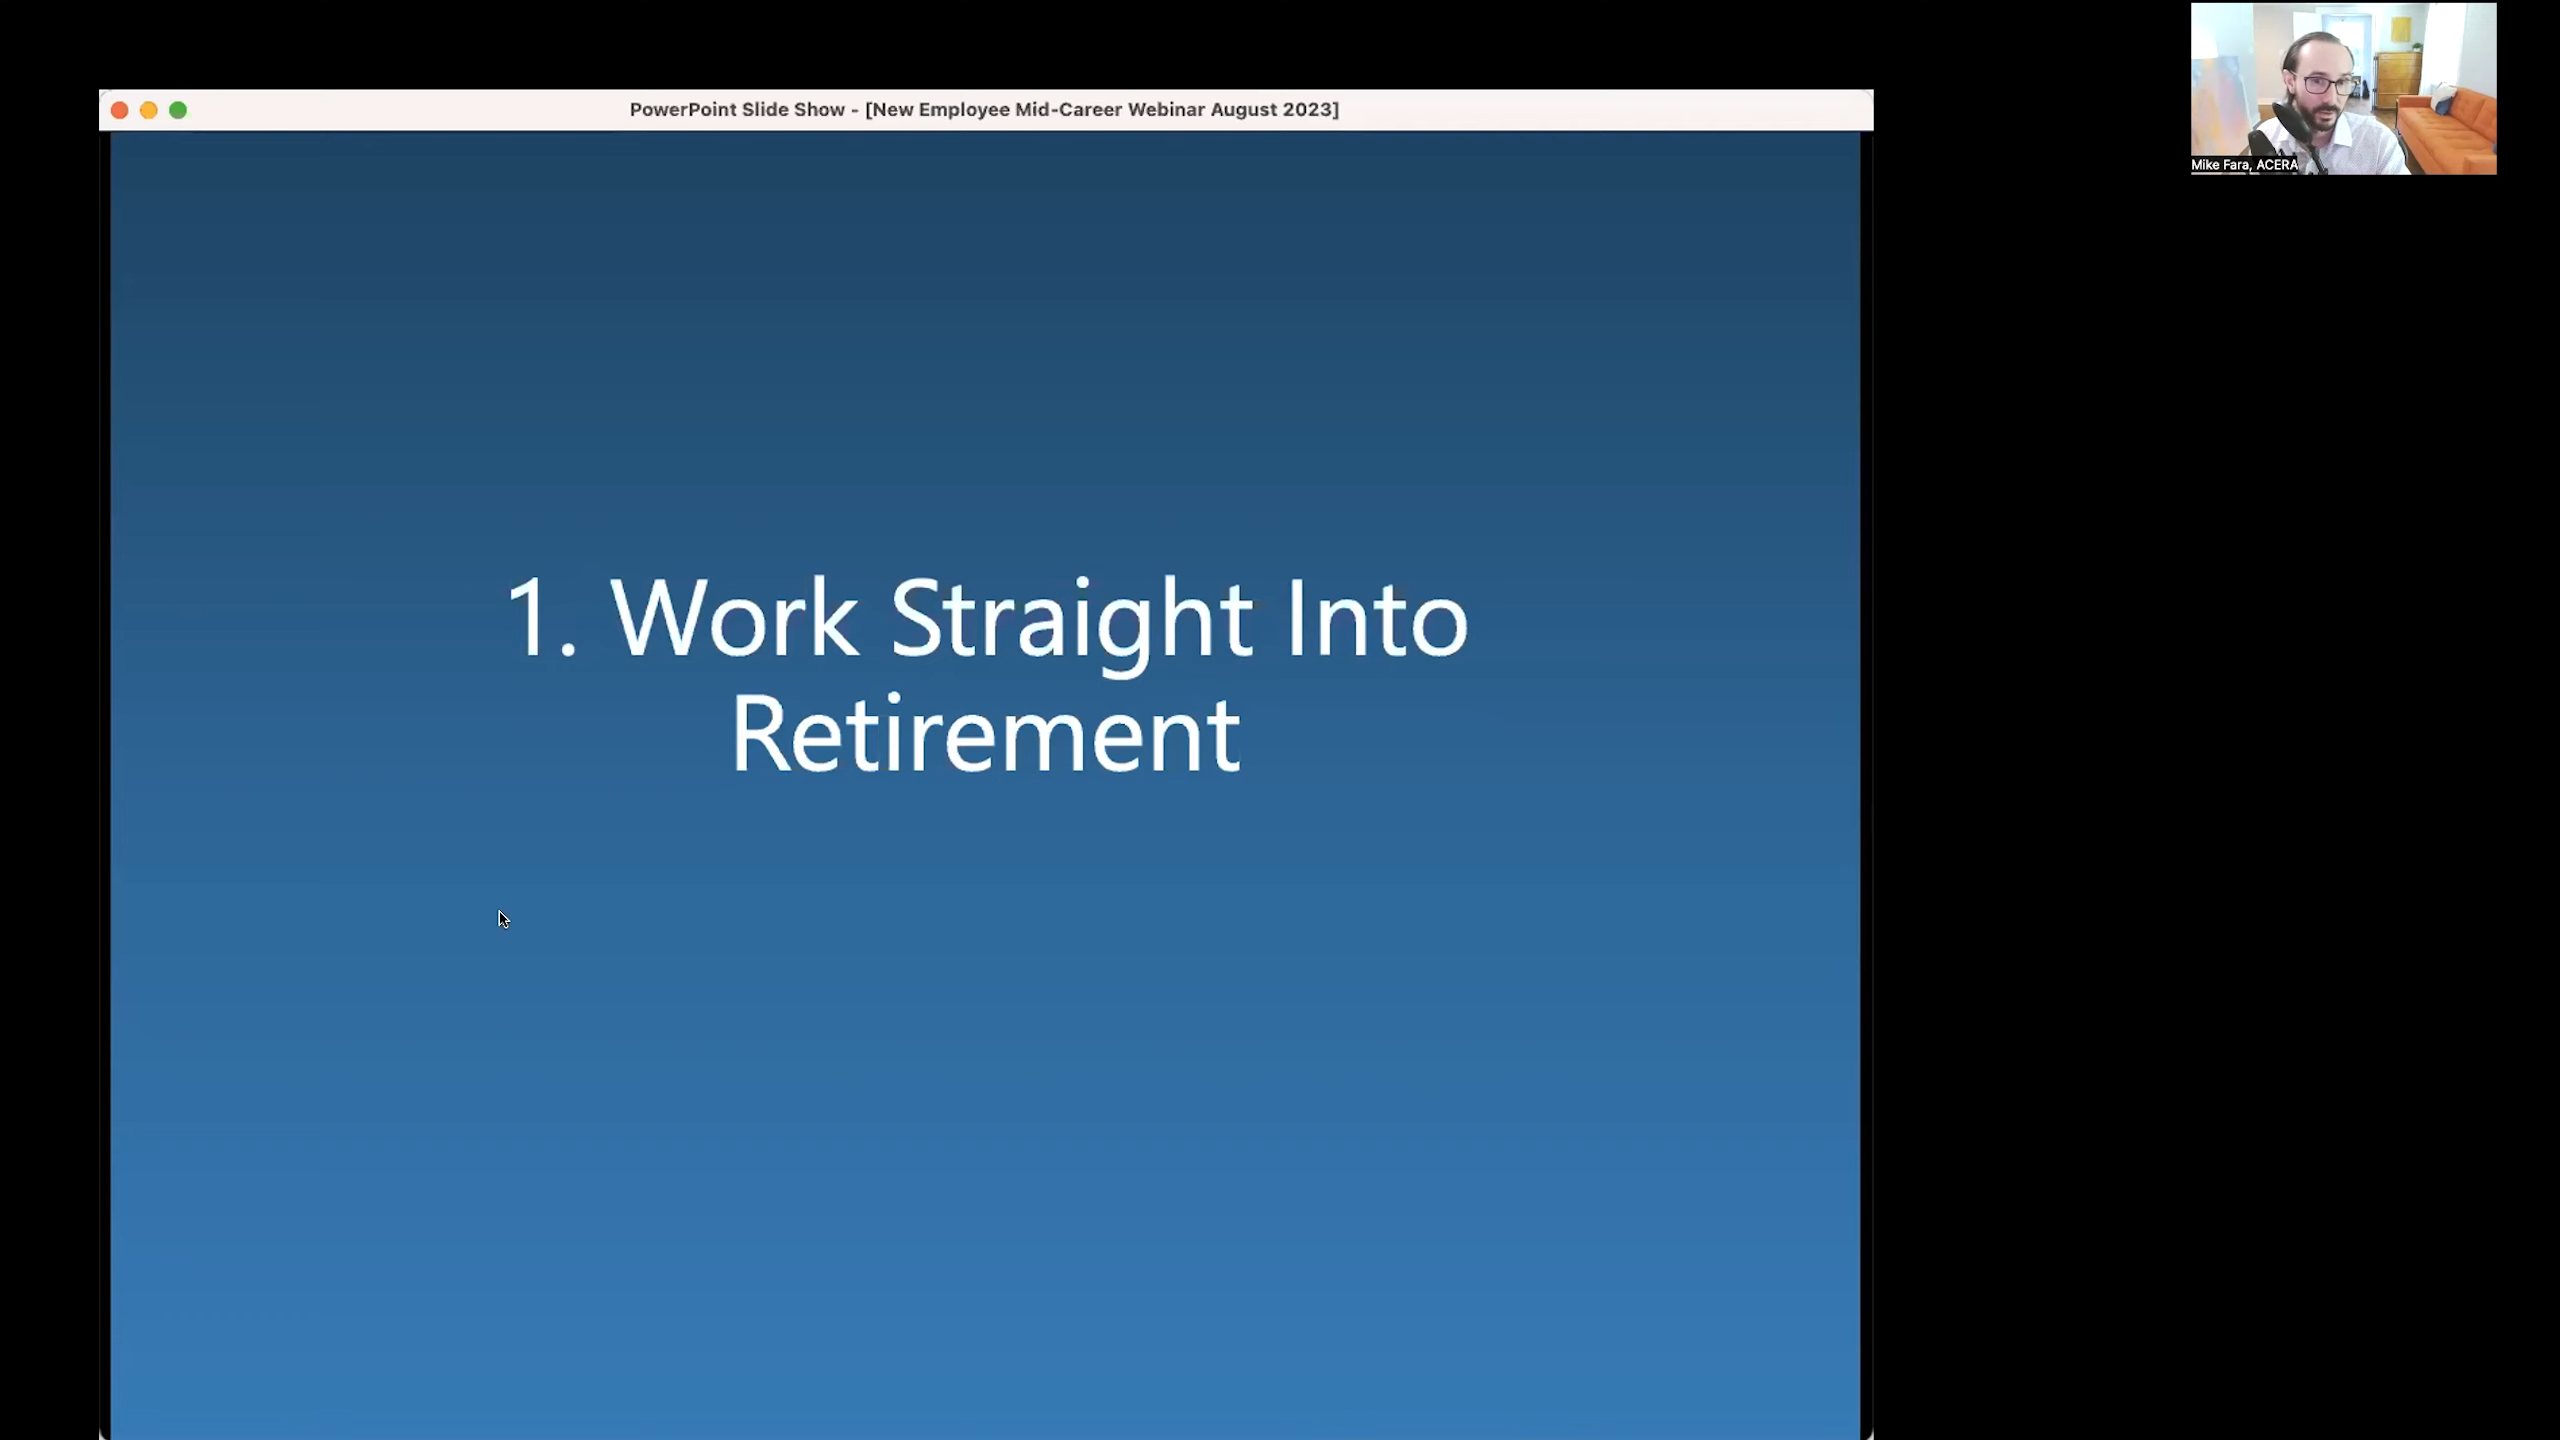 PowerPoint Slide Show - [New Employee Mid-Career Webinar August 2023]
Mike Fara, ACERA
1. Work Straight Into
Retirement